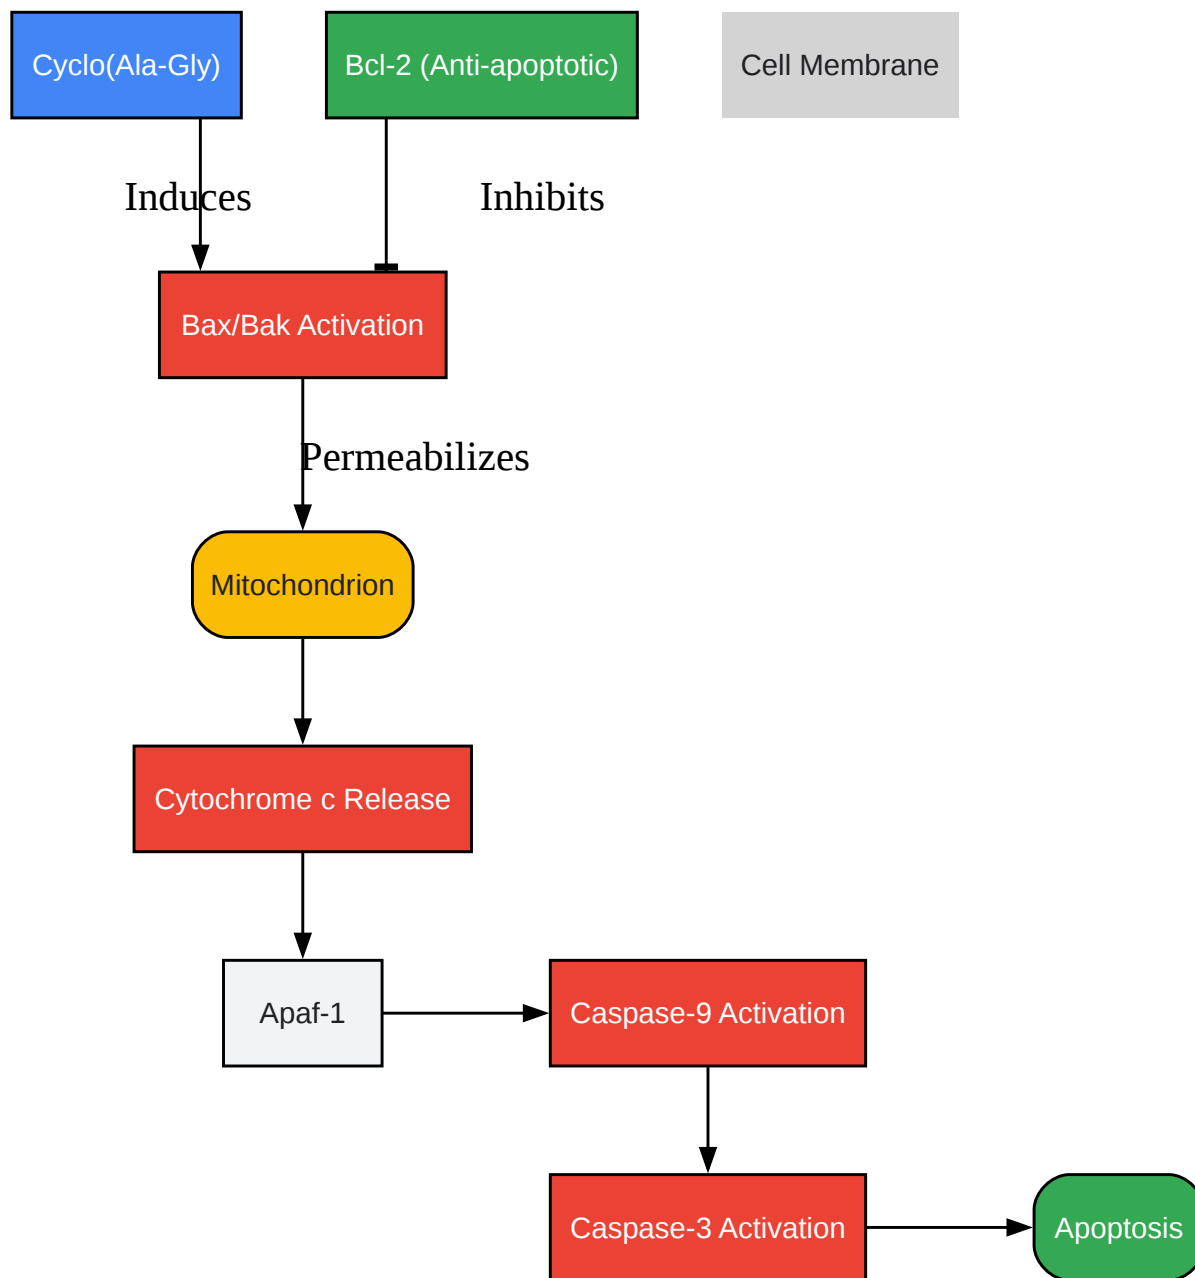 Cyclo(Ala-Gly)
Bcl-2 (Anti-apoptotic)
Cell Membrane
Induces
Inhibits
Bax/Bak Activation
Permeabilizes
Mitochondrion
Cytochrome c Release
Apaf-1
Caspase-9 Activation
Caspase-3 Activation
Apoptosis